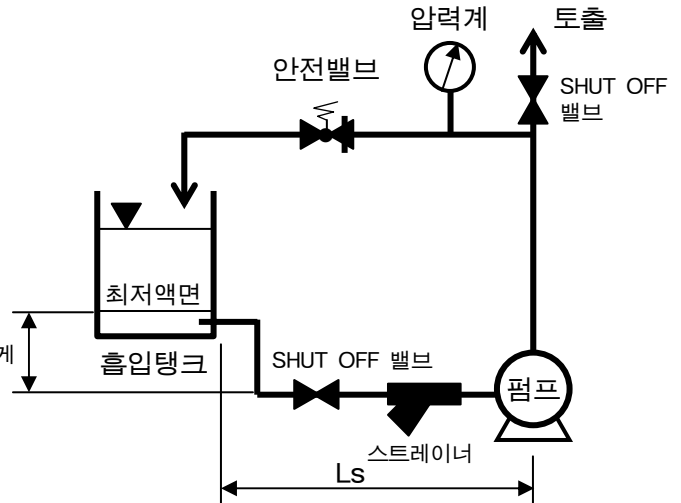 압력계
토출
안전밸브
SHUT OFF
밸브
최저액면
게
흡입탱크
SHUT OFF 밸브
펌프
스트레이너
Ls